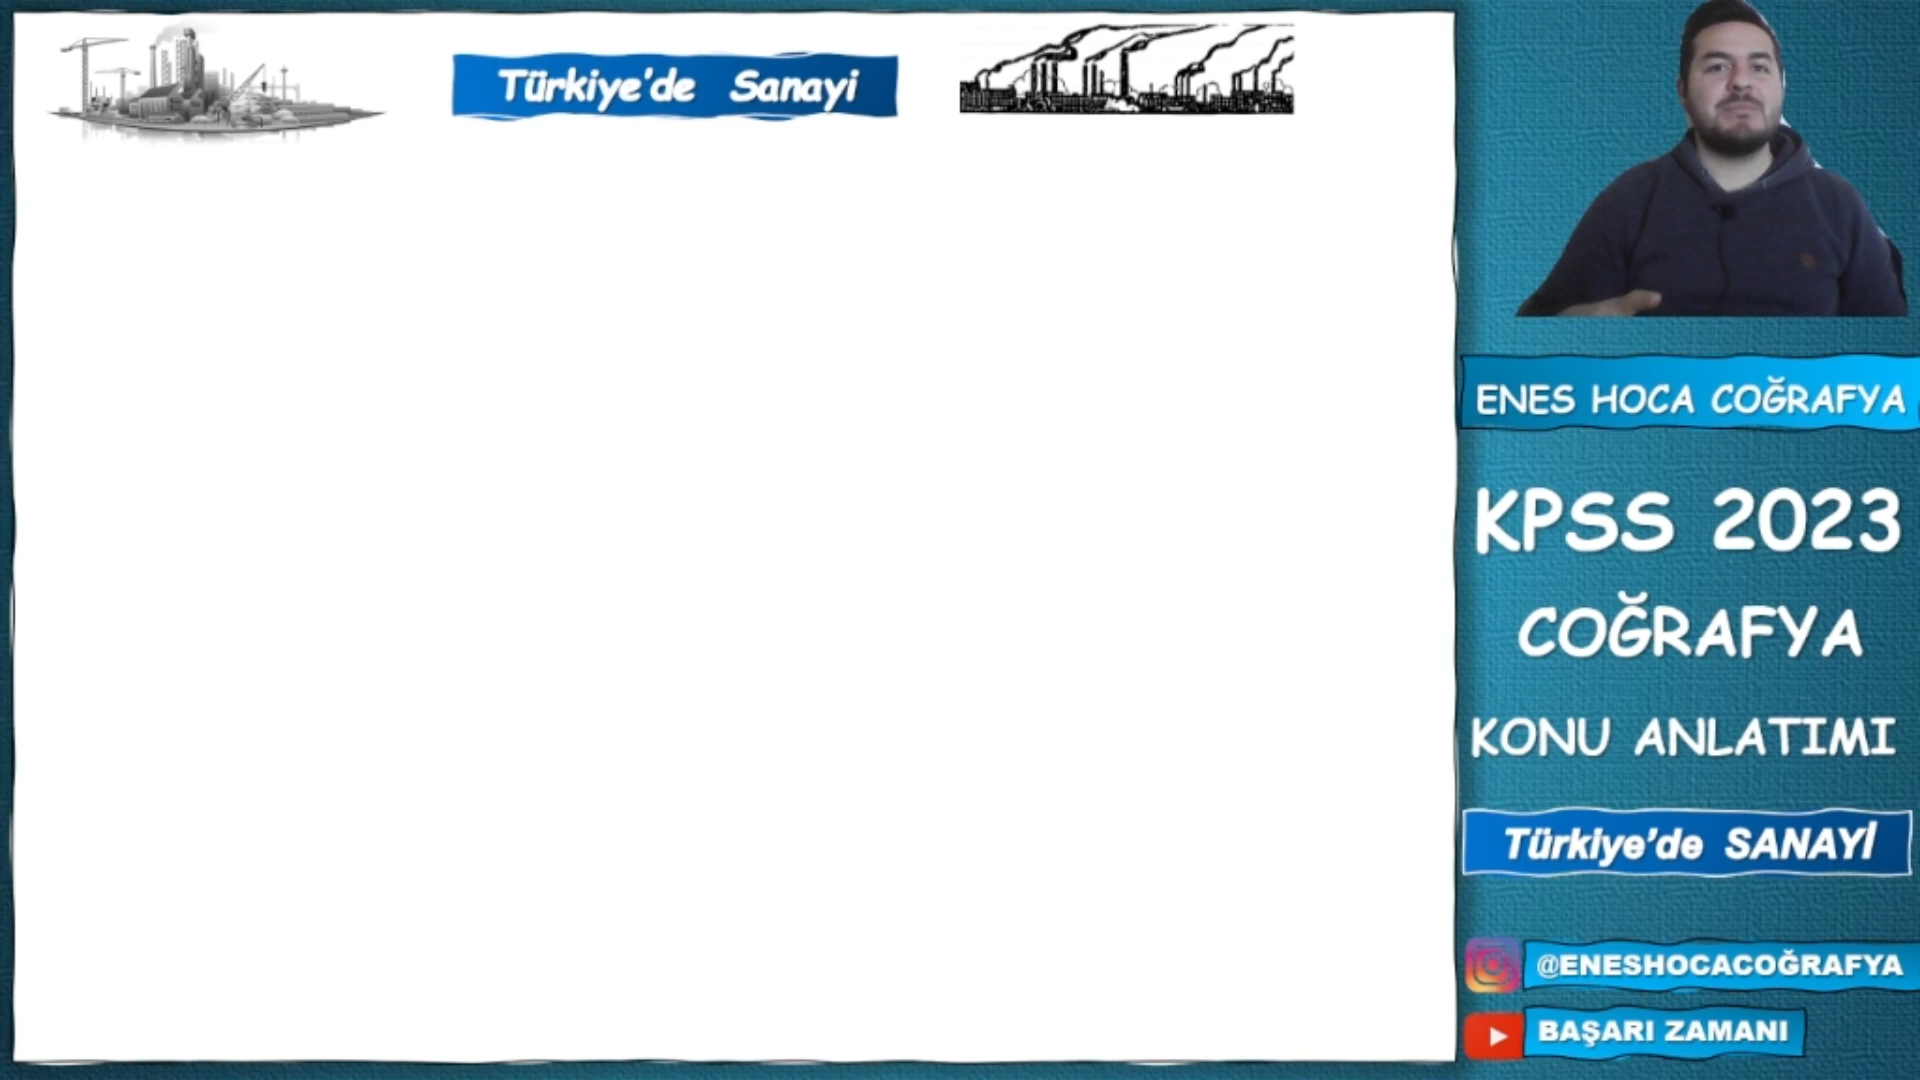 Türkiye'de Sanayi
ENES HOCA COĞRAFYA
KPSS 2023
COĞRAFYA
KONU ANLATIMI
Türkiye'de SANAYİ
@ENESHOCACOĞRAFYA
BAŞARI ZAMANI